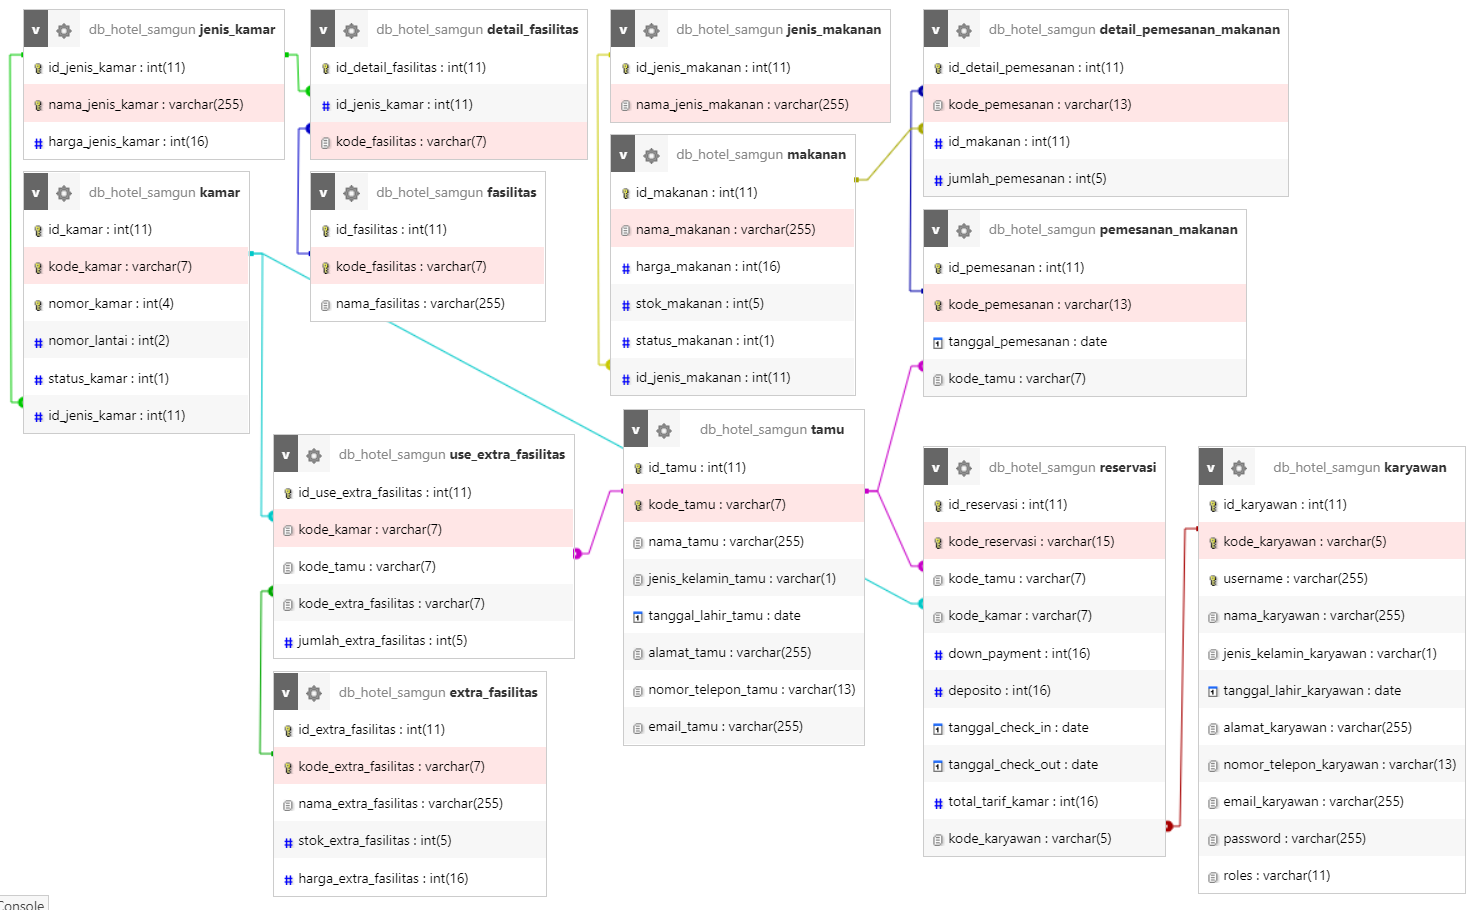 v db_hotel_samgun jenis_kamar
id_jenis_kamar : int(11)
nama_jenis_kamar : varchar(255)
harga_jenis_kamar : int(16)
v db_hotel_samgun detail_fasilitas
id_detail_fasilitas : int(11)
id_jenis_kamar : int(11)
kode_fasilitas : varchar(7)
v db_hotel_samgun jenis_makanan
id_jenis_makanan : int(11)
nama_jenis_makanan : varchar(255)
v db_hotel_samgun detail_pemesanan_makanan
id_detail_pemesanan : int(11)
kode_pemesanan : varchar(13)
id_makanan : int(11)
jumlah_pemesanan : int(5)
v db_hotel_samgun kamar
id_kamar : int(11)
kode_kamar : varchar(7)
nomor_kamar : int(4)
nomor_lantai : int(2)
status_kamar : int(1)
id_jenis_kamar : int(11)
v db_hotel_samgun fasilitas
id_fasilitas : int(11)
kode_fasilitas : varchar(7)
nama_fasilitas : varchar(255)
v db_hotel_samgun makanan
id_makanan : int(11)
nama_makanan : varchar(255)
harga_makanan : int(16)
stok_makanan : int(5)
status_makanan : int(1)
id_jenis_makanan : int(11)
v db_hotel_samgun pemesanan_makanan
id_pemesanan : int(11)
kode_pemesanan : varchar(13)
tanggal_pemesanan : date
kode_tamu : varchar(7)
v db_hotel_samgun use_extra_fasilitas
id_use_extra_fasilitas : int(11)
kode_kamar : varchar(7)
kode_tamu : varchar(7)
kode_extra_fasilitas : varchar(7)
jumlah_extra_fasilitas : int(5)
v db_hotel_samgun extra_fasilitas
id_extra_fasilitas : int(11)
kode_extra_fasilitas : varchar(7)
nama_extra_fasilitas : varchar(255)
stok_extra_fasilitas : int(5)
harga_extra_fasilitas : int(16)
v db_hotel_samgun tamu
id_tamu : int(11)
kode_tamu : varchar(7)
nama_tamu : varchar(255)
jenis_kelamin_tamu : varchar(1)
tanggal_lahir_tamu : date
alamat_tamu : varchar(255)
nomor_telepon_tamu : varchar(13)
email_tamu : varchar(255)
v db_hotel_samgun reservasi
id_reservasi : int(11)
kode_reservasi : varchar(15)
kode_tamu : varchar(7)
kode_kamar : varchar(7)
down_payment : int(16)
deposito : int(16)
tanggal_check_in : date
tanggal_check_out : date
total_tarif_kamar : int(16)
kode_karyawan : varchar(5)
v db_hotel_samgun karyawan
id_karyawan : int(11)
kode_karyawan : varchar(5)
username : varchar(255)
nama_karyawan : varchar(255)
jenis_kelamin_karyawan : varchar(1)
tanggal_lahir_karyawan : date
alamat_karyawan : varchar(255)
nomor_telepon_karyawan : varchar(13)
email_karyawan : varchar(255)
password : varchar(255)
roles : varchar(11)
Console